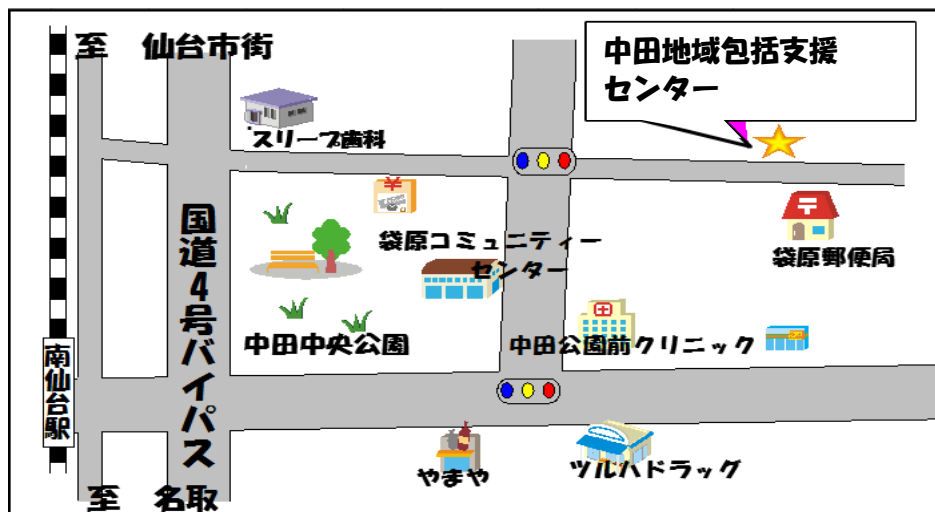 至 仙台市街
中田地域包括支援
センター
スリープ歯科
袋原コミュニティー
センター
袋原郵便局
国道4号バイパス
中田中央公園
中田公園前クリニック
南仙台駅
やまや
ツルハドラッグ
至 名取